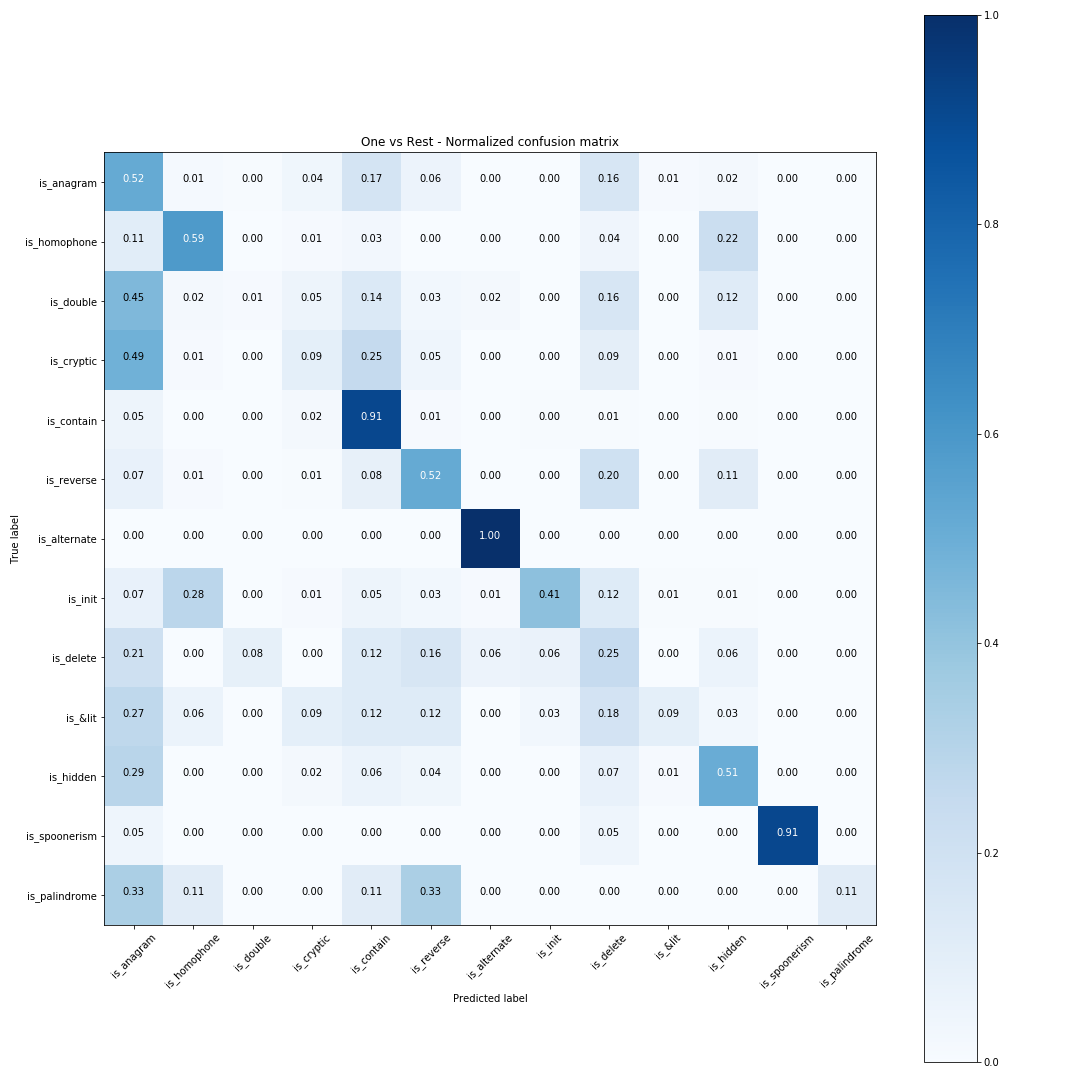 One vs Rest - Normalized confusion matrix
True label
is_anagram 0.52 0.01 0.00 0.04 0.17 0.06 0.00 0.00 0.16 0.01 0.02 0.00 0.00
is_homophone 0.11 0.59 0.00 0.01 0.03 0.00 0.00 0.00 0.04 0.00 0.22 0.00 0.00
is_double 0.45 0.02 0.01 0.05 0.14 0.03 0.02 0.00 0.16 0.00 0.12 0.00 0.00
is_cryptic 0.49 0.01 0.00 0.09 0.25 0.05 0.00 0.00 0.09 0.00 0.01 0.00 0.00
is_contain 0.05 0.00 0.00 0.02 0.91 0.01 0.00 0.00 0.01 0.00 0.00 0.00 0.00
is_reverse 0.07 0.01 0.00 0.01 0.08 0.52 0.00 0.00 0.20 0.00 0.11 0.00 0.00
is_alternate 0.00 0.00 0.00 0.00 0.00 0.00 1.00 0.00 0.00 0.00 0.00 0.00 0.00
is_init 0.07 0.28 0.00 0.01 0.05 0.03 0.01 0.41 0.12 0.01 0.01 0.00 0.00
is_delete 0.21 0.00 0.08 0.00 0.12 0.16 0.06 0.06 0.25 0.00 0.06 0.00 0.00
is_&lit 0.27 0.06 0.00 0.09 0.12 0.12 0.00 0.03 0.18 0.09 0.03 0.00 0.00
is_hidden 0.29 0.00 0.00 0.02 0.06 0.04 0.00 0.00 0.07 0.01 0.51 0.00 0.00
is_spoonerism 0.05 0.00 0.00 0.00 0.00 0.00 0.00 0.00 0.05 0.00 0.00 0.91 0.00
is_palindrome 0.33 0.11 0.00 0.00 0.11 0.33 0.00 0.00 0.00 0.00 0.00 0.00 0.11
is_anagram is_homophone is_double is_cryptic is_contain is_reverse is_alternate is_init is_delete is_&lit is_hidden is_spoonerism is_palindrome
Predicted label
1.0
0.8
0.6
0.4
0.2
0.0